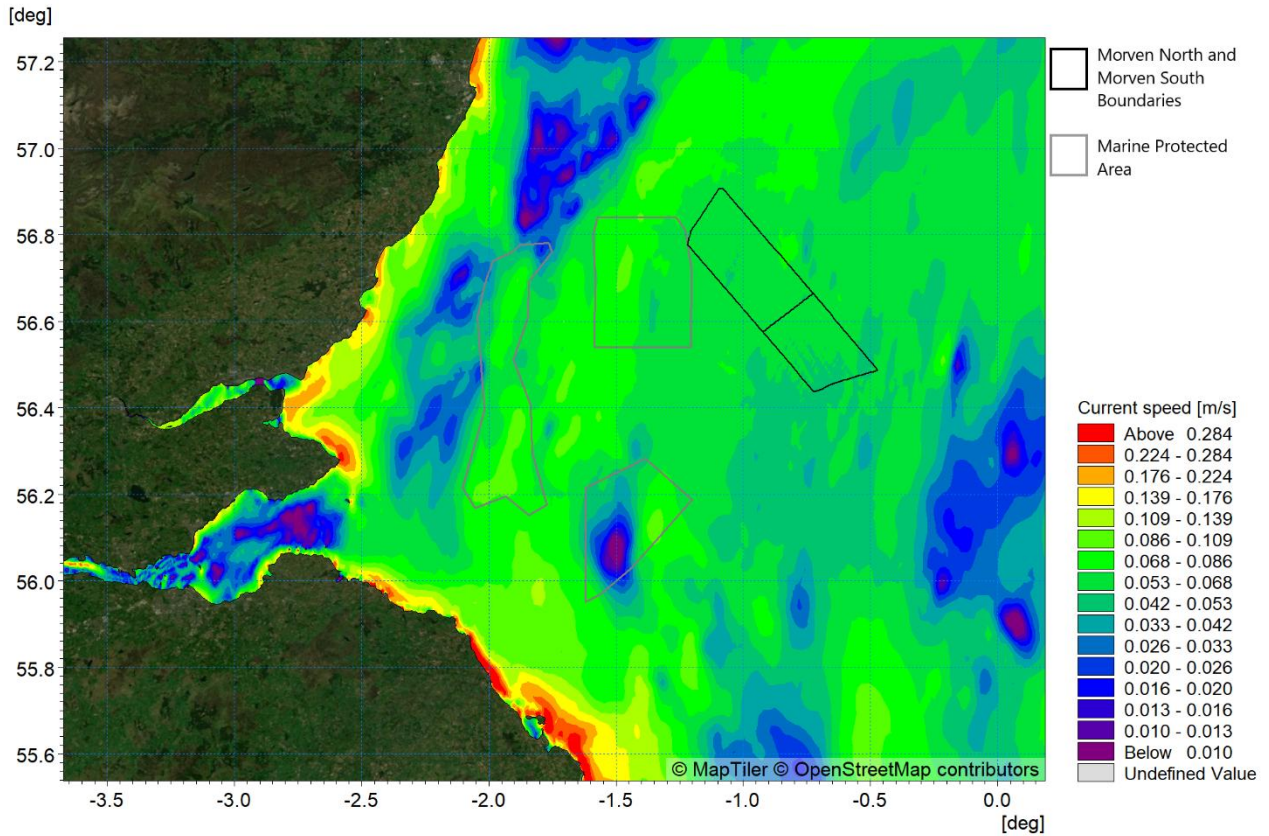 [deg]
57.2
57.0
56.8
56.6
56.4
56.2
56.0
55.8
55.6
-3.5
-3.0
-2.5
-2.0
-1.5
-1.0
-0.5
0.0
[deg]
© MapTiler © OpenStreetMap contributors
Morven North and
Morven South
Boundaries
Marine Protected
Area
Current speed [m/s]
Above 0.284
0.224 - 0.284
0.176 - 0.224
0.139 - 0.176
0.109 - 0.139
0.086 - 0.109
0.068 - 0.086
0.053 - 0.068
0.042 - 0.053
0.033 - 0.042
0.026 - 0.033
0.020 - 0.026
0.016 - 0.020
0.013 - 0.016
0.010 - 0.013
Below 0.010
Undefined Value